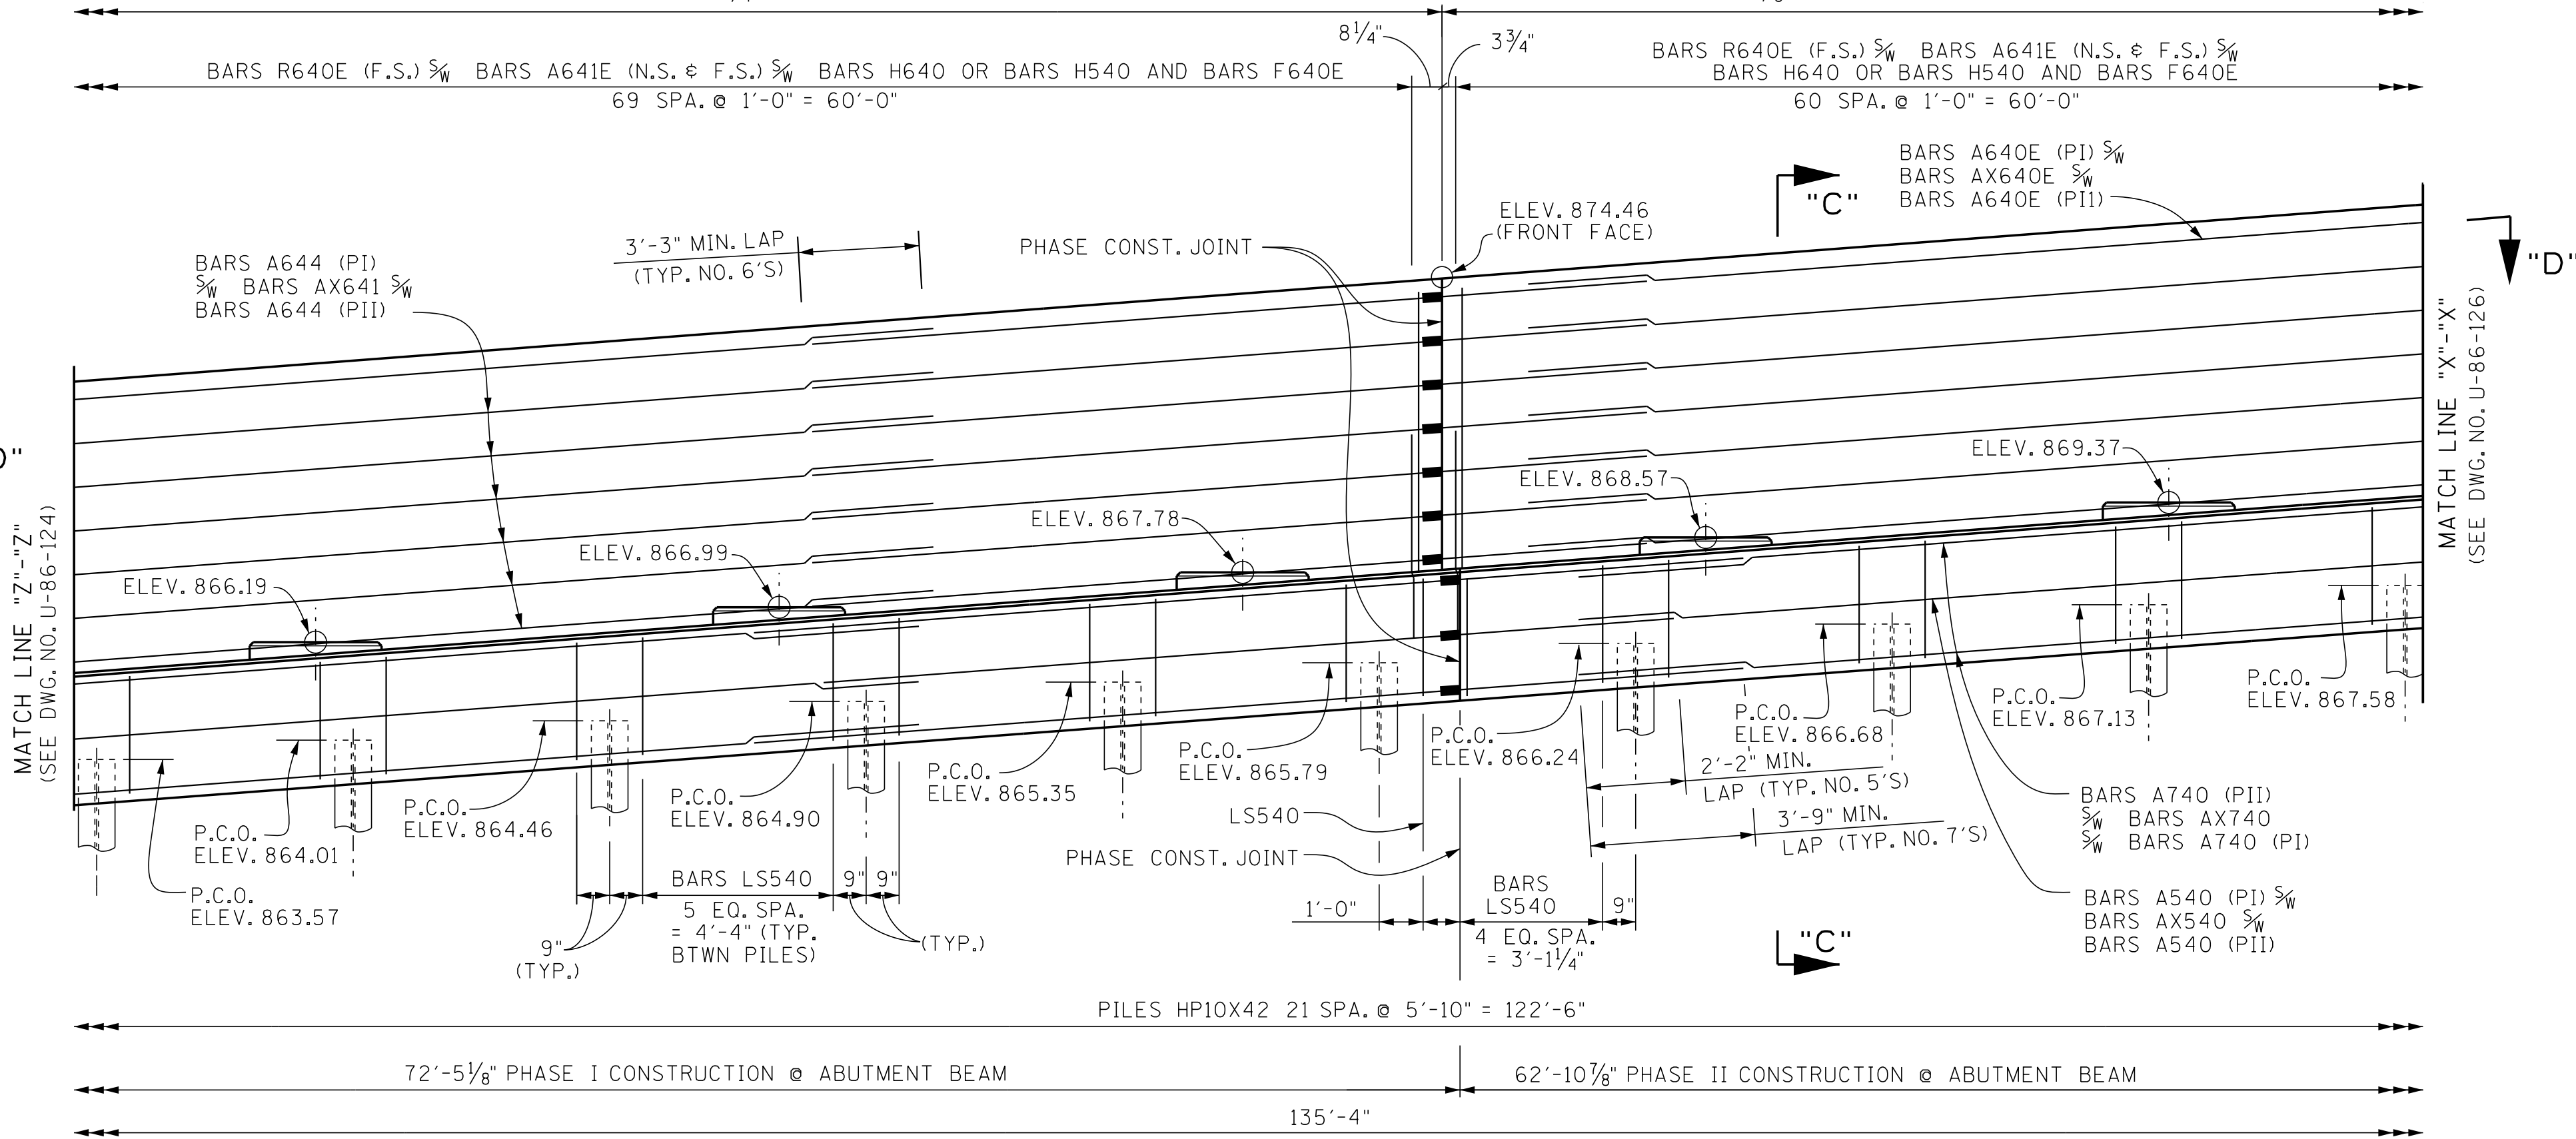 8¼"
3¾"
BARS R640E (F.S.) S/W BARS A641E (N.S. & F.S.) S/W BARS H640 OR BARS H540 AND BARS F640E
69 SPA. @ 1'-0" = 60'-0"
BARS R640E (F.S.) S/W BARS A641E (N.S. & F.S.) S/W
BARS H640 OR BARS H540 AND BARS F640E
60 SPA. @ 1'-0" = 60'-0"
BARS A640E (PI) S/W
BARS AX640E S/W
BARS A640E (PI1)
"C"
"D"
ELEV. 874.46
(FRONT FACE)
3'-3" MIN. LAP
(TYP. NO. 6'S)
PHASE CONST. JOINT
BARS A644 (PI)
S/W BARS AX641 S/W
BARS A644 (PII)
MATCH LINE "X"-"X"
(SEE DWG. NO. U-86-126)
MATCH LINE "Z"-"Z"
(SEE DWG. NO. U-86-124)
ELEV. 866.19
ELEV. 866.99
ELEV. 867.78
ELEV. 868.57
ELEV. 869.37
P.C.O.
ELEV. 863.57
P.C.O.
ELEV. 864.01
P.C.O.
ELEV. 864.46
P.C.O.
ELEV. 864.90
P.C.O.
ELEV. 865.35
P.C.O.
ELEV. 865.79
P.C.O.
ELEV. 866.24
P.C.O.
ELEV. 866.68
P.C.O.
ELEV. 867.13
P.C.O.
ELEV. 867.58
2'-2" MIN.
LAP (TYP. NO. 5'S)
3'-9" MIN.
LAP (TYP. NO. 7'S)
LS540
PHASE CONST. JOINT
BARS A740 (PII)
S/W BARS AX740
S/W BARS A740 (PI)
BARS A540 (PI) S/W
BARS AX540 S/W
BARS A540 (PII)
9"
(TYP.)
BARS LS540
5 EQ. SPA.
= 4'-4" (TYP.
BTWN PILES)
9"
9"
(TYP.)
1'-0"
BARS
LS540
4 EQ. SPA.
= 3'-1¼"
9"
"C"
PILES HP10X42 21 SPA. @ 5'-10" = 122'-6"
72'-5⅛" PHASE I CONSTRUCTION @ ABUTMENT BEAM
62'-10⅞" PHASE II CONSTRUCTION @ ABUTMENT BEAM
135'-4"